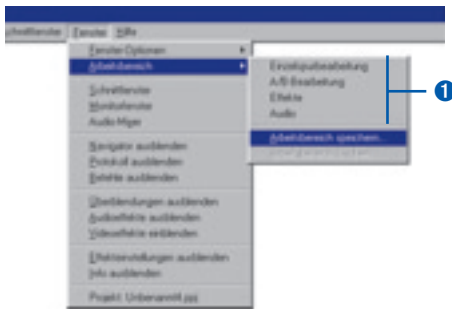 Fenster Hilfe
Fenster-Optionen
Arbeitsbereich
Schnittfenster
Monitorfenster
Audio-Mixer
Navigator ausblenden
Protokoll ausblenden
Befehle ausblenden
Überblendungen ausblenden
Audioeffekte ausblenden
Videoeffekte einblenden
Effekteinstellungen ausblenden
Info ausblenden
Projekt: Unbenannt4.ppj
Einzelspurbearbeitung
A/B-Bearbeitung
Effekte
Audio
Arbeitsbereich speichern...
1